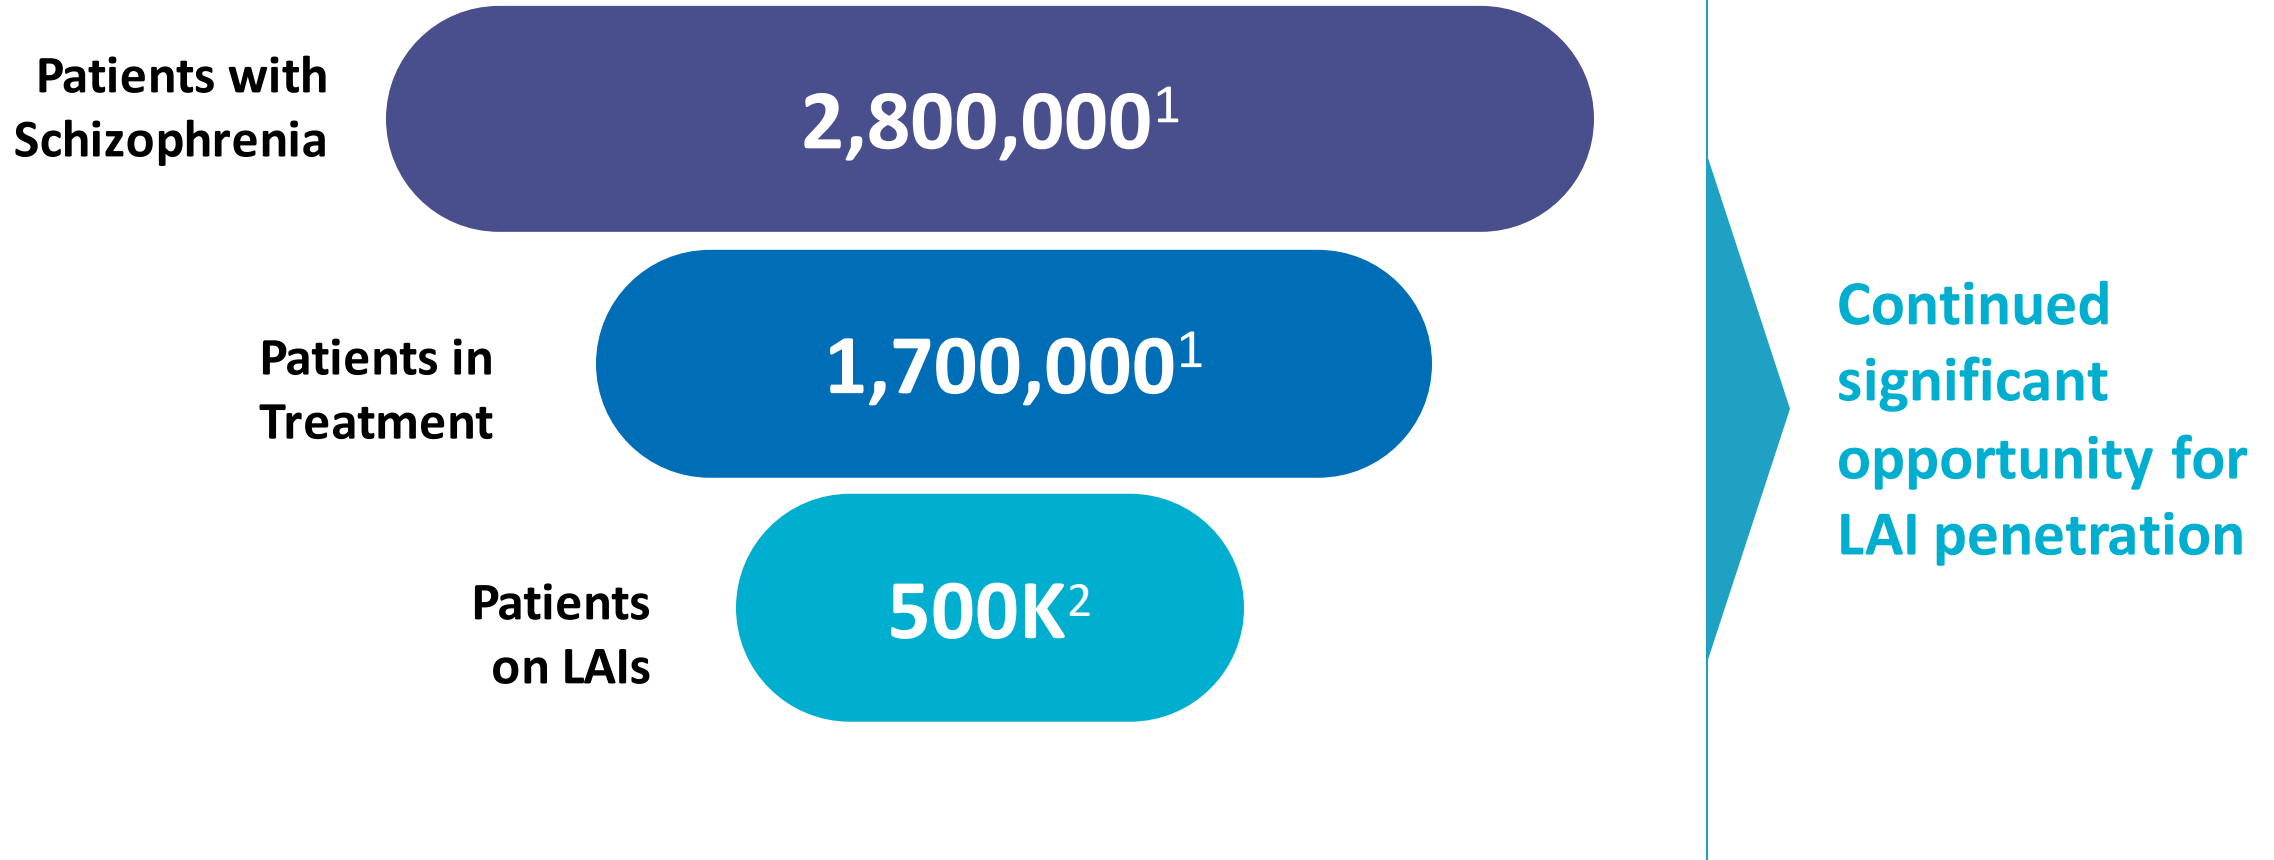 Patients with
Schizophrenia
2,800,000¹
Patients in
Treatment
1,700,000¹
Patients
on LAIs
500K²
Continued
significant
opportunity for
LAI penetration